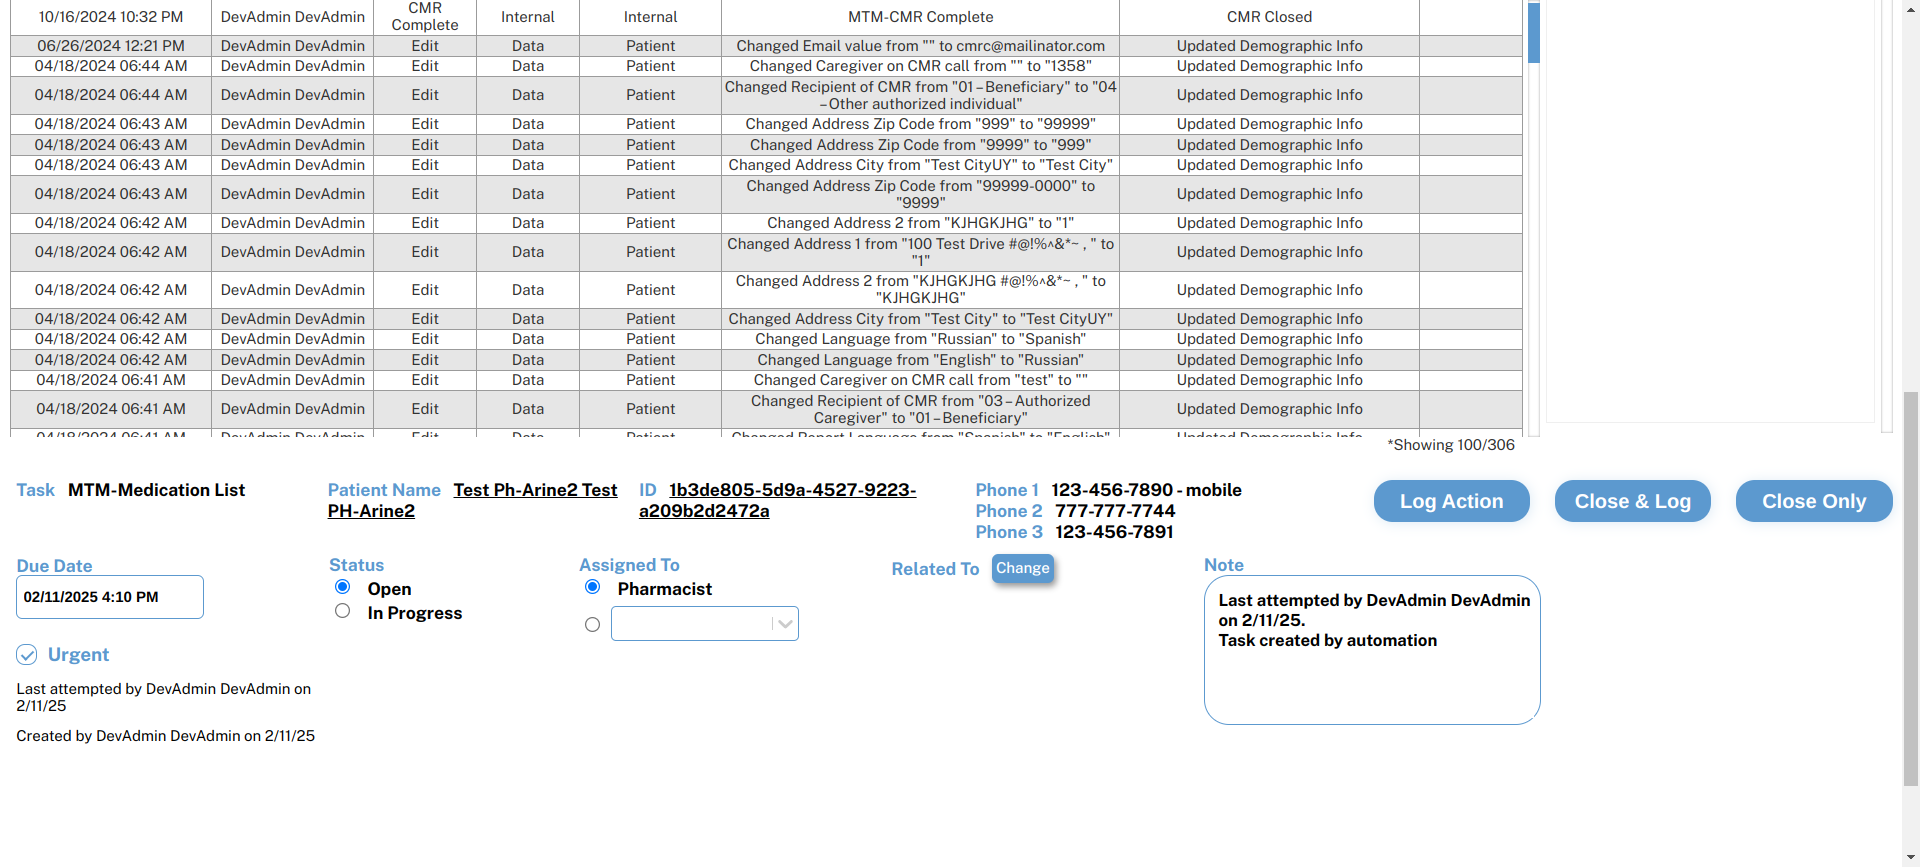 10/16/2024 10:32 PM DevAdmin DevAdmin CMR Complete Internal Internal MTM-CMR Complete CMR Closed
06/26/2024 12:21 PM DevAdmin DevAdmin Edit Data Patient Changed Email value from "" to cmrc@mailinator.com Updated Demographic Info
04/18/2024 06:44 AM DevAdmin DevAdmin Edit Data Patient Changed Caregiver on CMR call from "" to "1358" Updated Demographic Info
04/18/2024 06:44 AM DevAdmin DevAdmin Edit Data Patient Changed Recipient of CMR from "01 – Beneficiary" to "04 – Other authorized individual" Updated Demographic Info
04/18/2024 06:43 AM DevAdmin DevAdmin Edit Data Patient Changed Address Zip Code from "999" to "99999" Updated Demographic Info
04/18/2024 06:43 AM DevAdmin DevAdmin Edit Data Patient Changed Address Zip Code from "9999" to "999" Updated Demographic Info
04/18/2024 06:43 AM DevAdmin DevAdmin Edit Data Patient Changed Address City from "Test CityUY" to "Test City" Updated Demographic Info
04/18/2024 06:43 AM DevAdmin DevAdmin Edit Data Patient Changed Address Zip Code from "99999-0000" to "9999" Updated Demographic Info
04/18/2024 06:42 AM DevAdmin DevAdmin Edit Data Patient Changed Address 2 from "KJHGKJHG" to "1" Updated Demographic Info
04/18/2024 06:42 AM DevAdmin DevAdmin Edit Data Patient Changed Address 1 from "100 Test Drive #@!%^&*~ , " to "1" Updated Demographic Info
04/18/2024 06:42 AM DevAdmin DevAdmin Edit Data Patient Changed Address 2 from "KJHGKJHG #@!%^&*~ , " to "KJHGKJHG" Updated Demographic Info
04/18/2024 06:42 AM DevAdmin DevAdmin Edit Data Patient Changed Address City from "Test City" to "Test CityUY" Updated Demographic Info
04/18/2024 06:42 AM DevAdmin DevAdmin Edit Data Patient Changed Language from "Russian" to "Spanish" Updated Demographic Info
04/18/2024 06:42 AM DevAdmin DevAdmin Edit Data Patient Changed Language from "English" to "Russian" Updated Demographic Info
04/18/2024 06:41 AM DevAdmin DevAdmin Edit Data Patient Changed Caregiver on CMR call from "test" to "" Updated Demographic Info
04/18/2024 06:41 AM DevAdmin DevAdmin Edit Data Patient Changed Recipient of CMR from "03 – Authorized Caregiver" to "01 – Beneficiary" Updated Demographic Info
04/18/2024 06:41 AM DevAdmin DevAdmin Edit Data Patient Changed Report Language from "Spanish" to "English" Updated Demographic Info
*Showing 100/306
Task MTM-Medication List
Patient Name Test Ph-Arine2 Test
PH-Arine2
ID 1b3de805-5d9a-4527-9223-
a209b2d2472a
Phone 1 123-456-7890 - mobile
Phone 2 777-777-7744
Phone 3 123-456-7891
Log Action
Close & Log
Close Only
Due Date
02/11/2025 4:10 PM
Status
Open
In Progress
Assigned To
Pharmacist
Related To Change
Note
Last attempted by DevAdmin DevAdmin
on 2/11/25.
Task created by automation
Urgent
Last attempted by DevAdmin DevAdmin on
2/11/25
Created by DevAdmin DevAdmin on 2/11/25